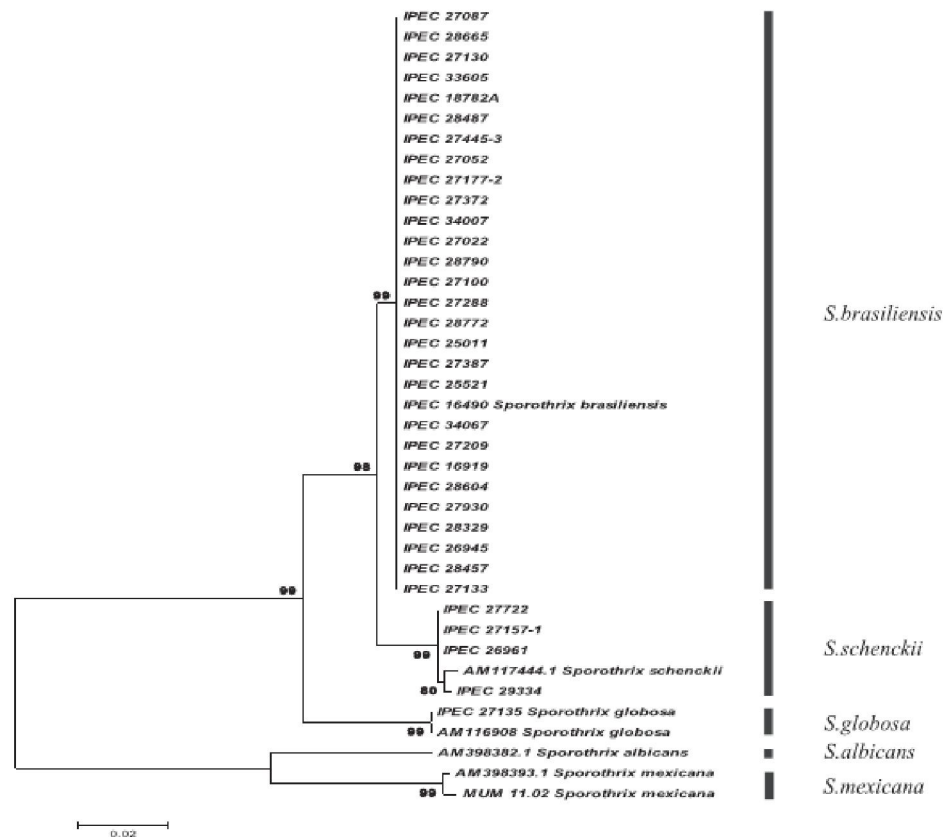 IPEC 27087
IPEC 28665
IPEC 27130
IPEC 33605
IPEC 18782A
IPEC 28487
IPEC 27445-3
IPEC 27052
IPEC 27177-2
IPEC 27372
IPEC 34007
IPEC 27022
IPEC 28790
IPEC 27100
99
IPEC 27288
S.brasiliensis
IPEC 28772
IPEC 25011
IPEC 27387
IPEC 25521
IPEC 16490 Sporothrix brasiliensis
IPEC 34067
IPEC 27209
98
IPEC 16919
IPEC 28604
IPEC 27930
IPEC 28329
IPEC 26945
IPEC 28457
99
IPEC 27133
IPEC 27722
IPEC 27157-1
99
IPEC 26961
S.schenckii
AM117444.1 Sporothrix schenckii
80
IPEC 29334
IPEC 27135 Sporothrix globosa
S.globosa
99
AM116908 Sporothrix globosa
AM398382.1 Sporothrix albicans
S.albicans
AM398393.1 Sporothrix mexicana
S.mexicana
99
MUM 11.02 Sporothrix mexicana
0.02